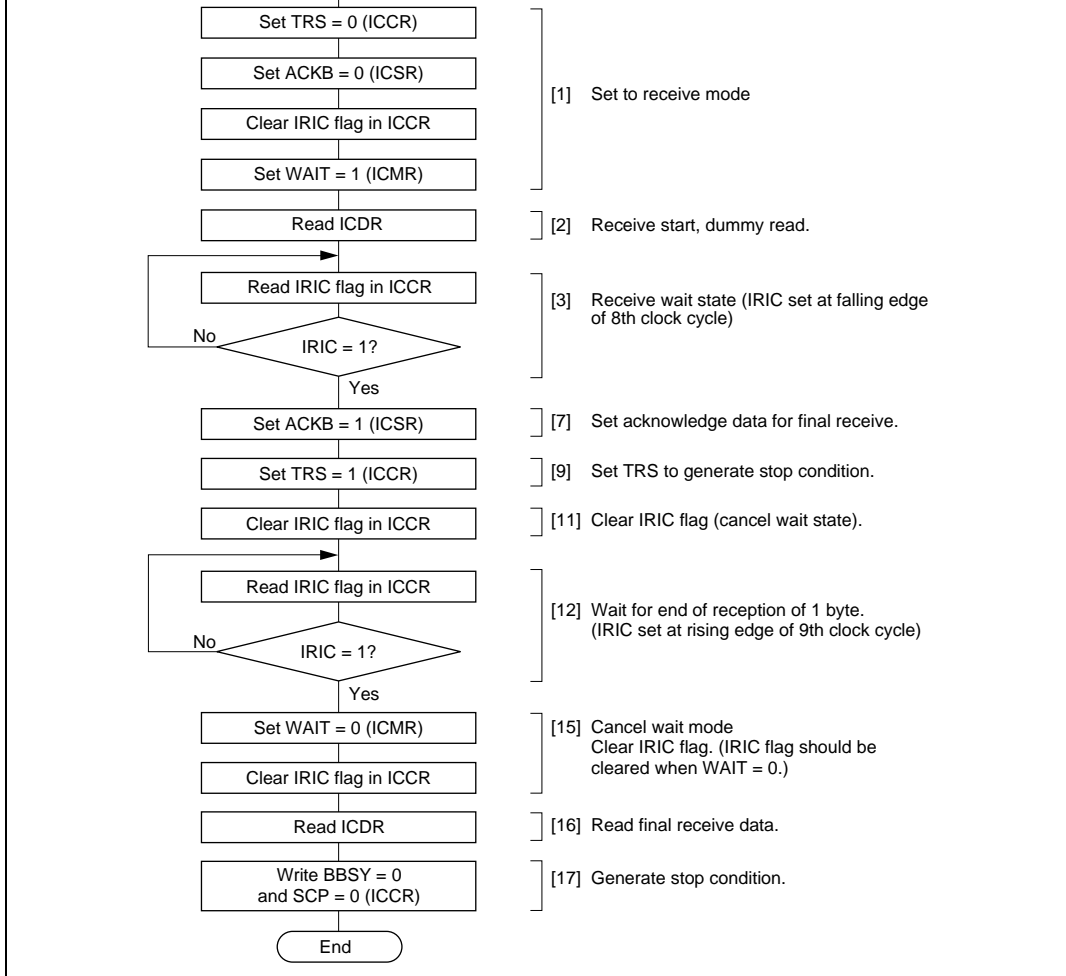 Set TRS = 0 (ICCR)
Set ACKB = 0 (ICSR)
[1] Set to receive mode
Clear IRIC flag in ICCR
Set WAIT = 1 (ICMR)
Read ICDR
[2] Receive start, dummy read.
Read IRIC flag in ICCR
[3] Receive wait state (IRIC set at falling edge
of 8th clock cycle)
No
IRIC = 1?
Yes
Set ACKB = 1 (ICSR)
[7] Set acknowledge data for final receive.
Set TRS = 1 (ICCR)
[9] Set TRS to generate stop condition.
Clear IRIC flag in ICCR
[11] Clear IRIC flag (cancel wait state).
Read IRIC flag in ICCR
[12] Wait for end of reception of 1 byte.
(IRIC set at rising edge of 9th clock cycle)
No
IRIC = 1?
Yes
Set WAIT = 0 (ICMR)
[15] Cancel wait mode
Clear IRIC flag. (IRIC flag should be
cleared when WAIT = 0.)
Clear IRIC flag in ICCR
Read ICDR
[16] Read final receive data.
Write BBSY = 0
and SCP = 0 (ICCR)
[17] Generate stop condition.
End